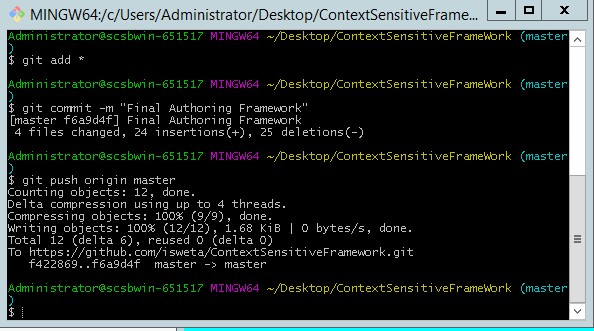 MINGW64:/c/Users/Administrator/Desktop/ContextSensitiveFrame...
Administrator@scsbwin-651517 MINGW64 ~/Desktop/ContextSensitiveFrameWork (master
)
$ git add *
Administrator@scsbwin-651517 MINGW64 ~/Desktop/ContextSensitiveFrameWork (master
)
$ git commit -m "Final Authoring Framework"
[master f6a9d4f] Final Authoring Framework
4 files changed, 24 insertions(+), 25 deletions(-)
Administrator@scsbwin-651517 MINGW64 ~/Desktop/ContextSensitiveFrameWork (master
)
$ git push origin master
Counting objects: 12, done.
Delta compression using up to 4 threads.
Compressing objects: 100% (9/9), done.
Writing objects: 100% (12/12), 1.68 KiB | 0 bytes/s, done.
Total 12 (delta 6), reused 0 (delta 0)
To https://github.com/isweta/ContextSensitiveFramework.git
f422869..f6a9d4f  master -> master
Administrator@scsbwin-651517 MINGW64 ~/Desktop/ContextSensitiveFrameWork (master
)
$